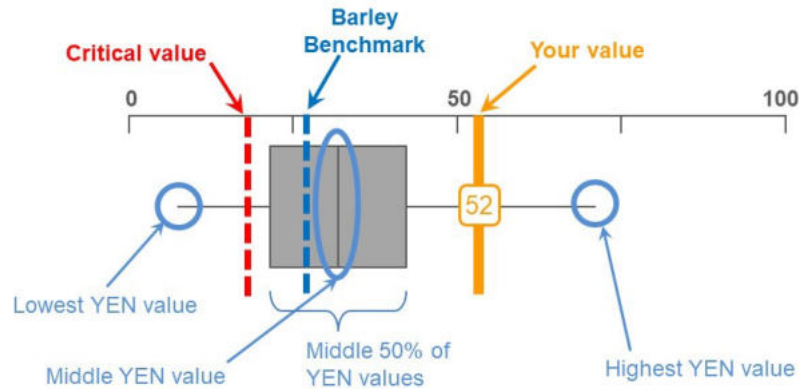 Barley
Benchmark
Critical value
Your value
0
50
100
52
Lowest YEN value
Middle YEN value
Middle 50% of
YEN values
Highest YEN value